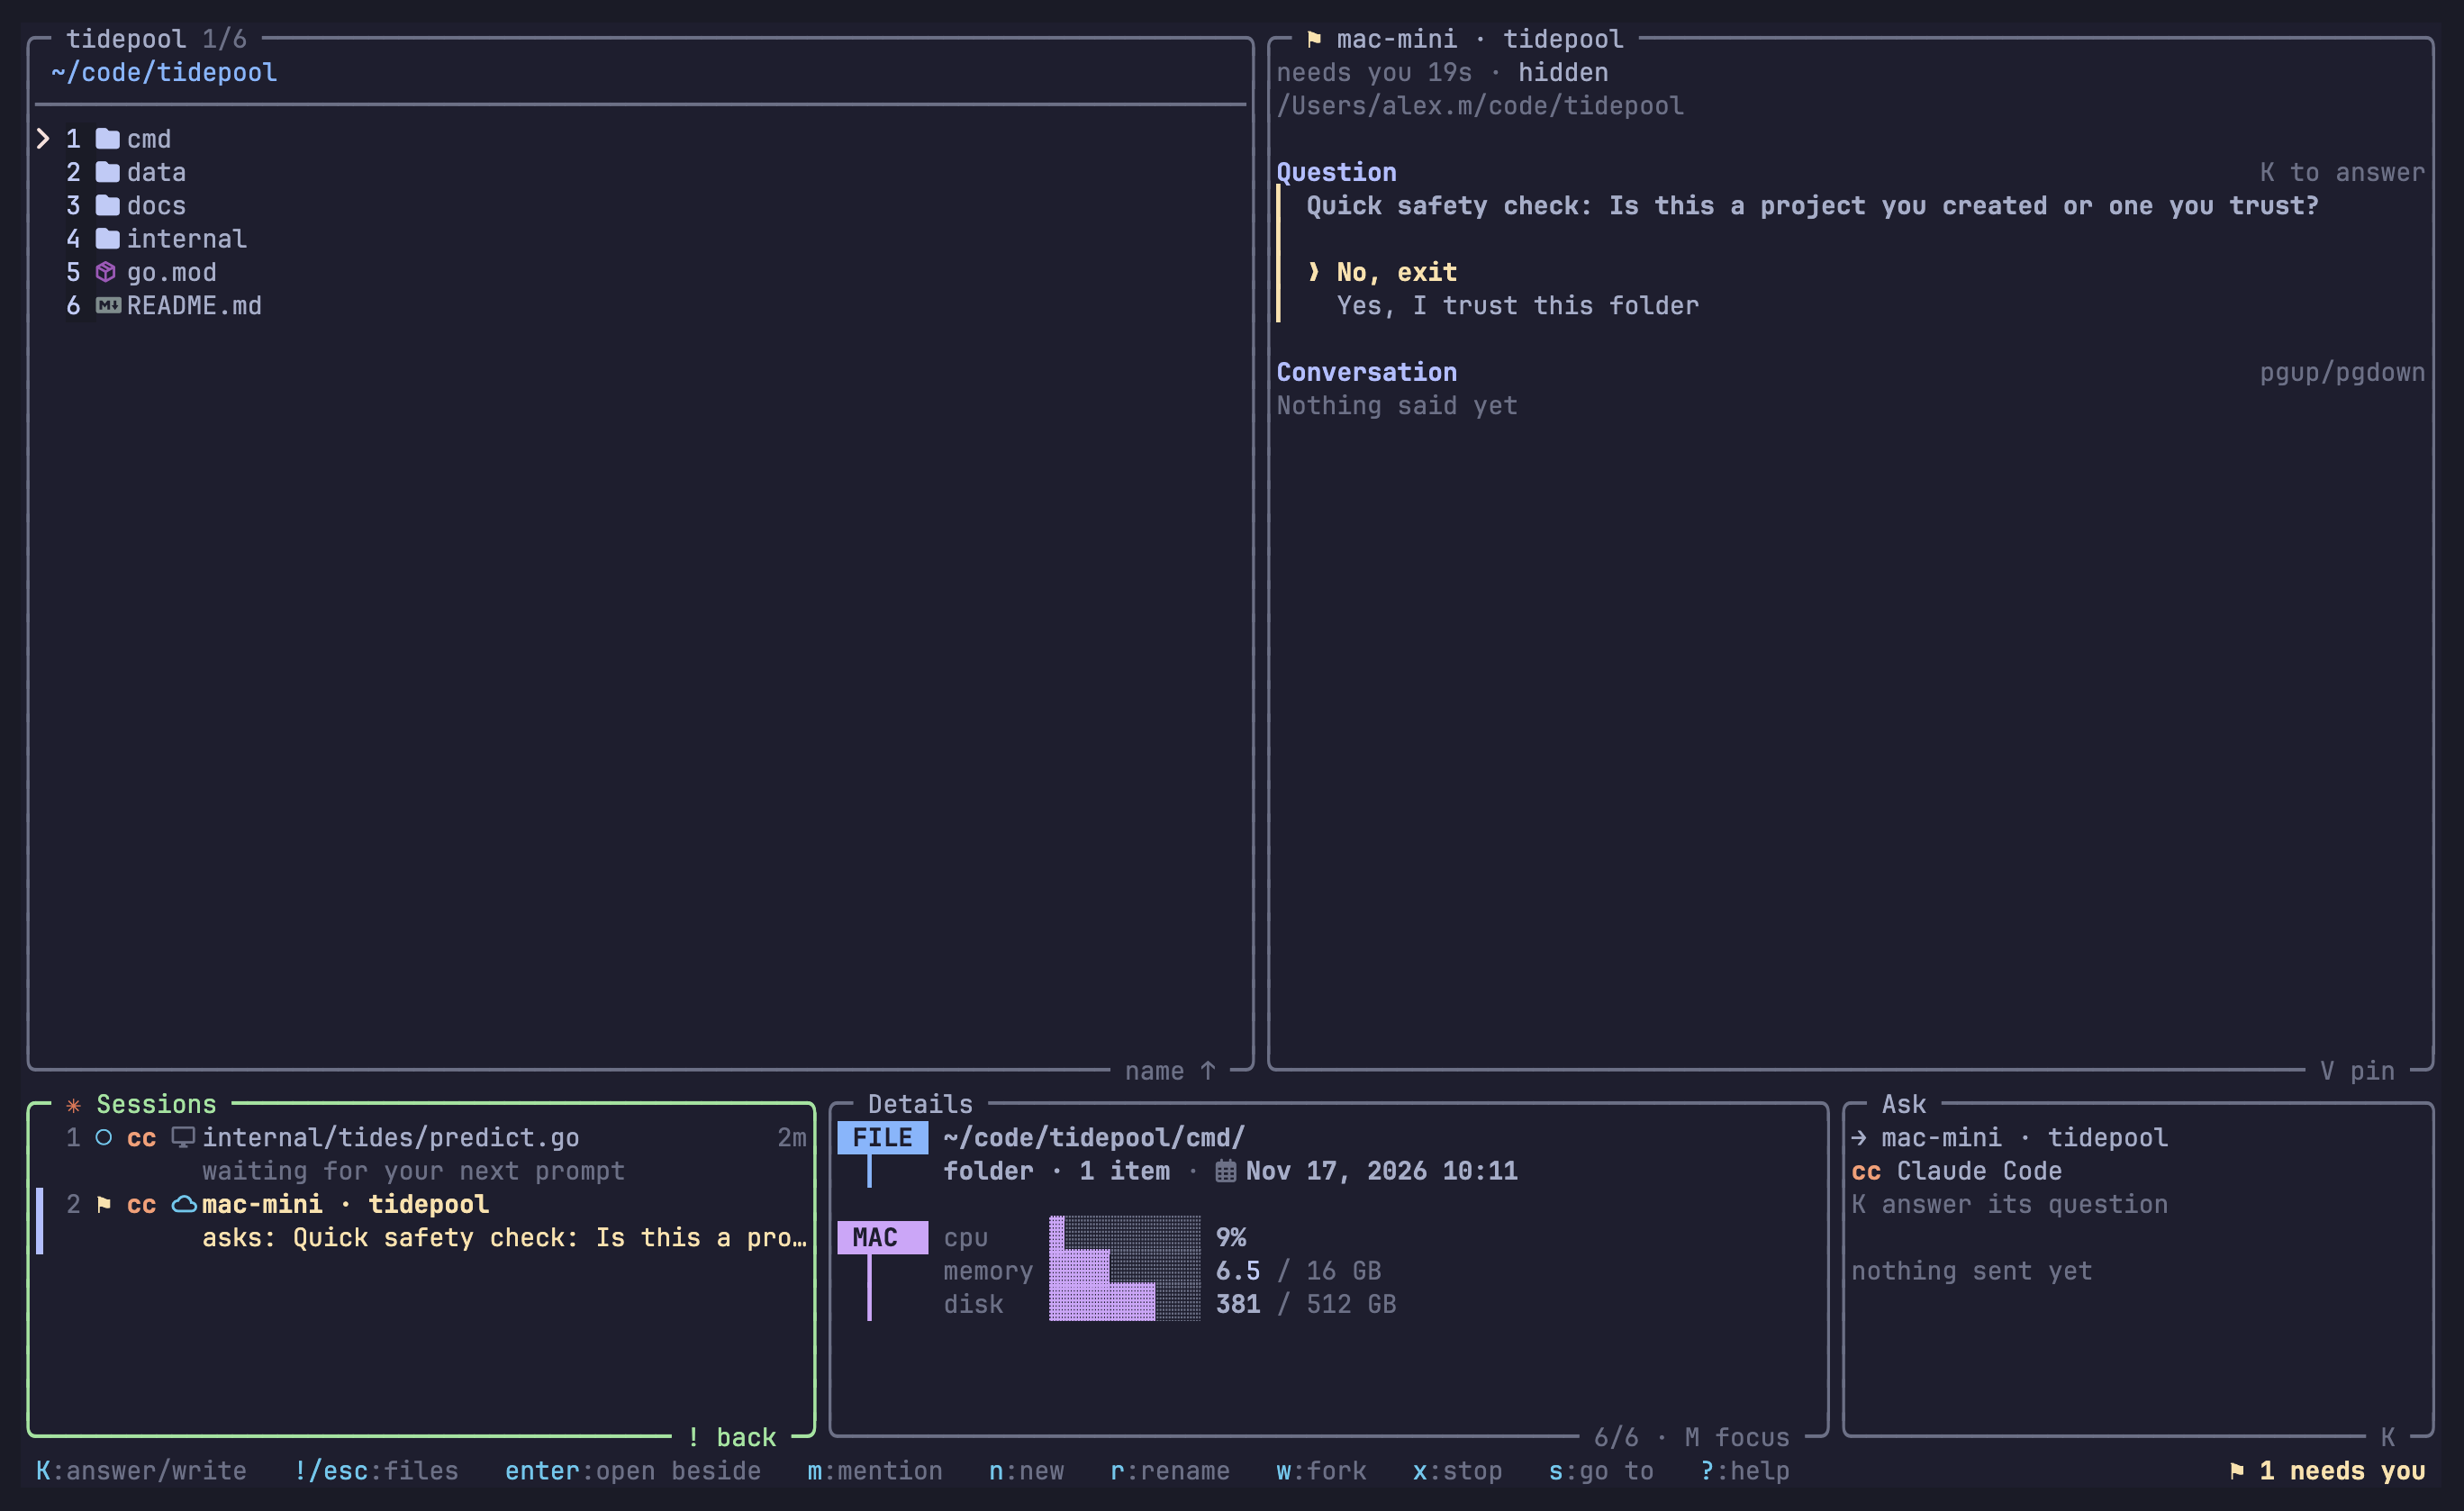 tidepool 1/6
~/code/tidepool
1 cmd
2 data
3 docs
4 internal
5 go.mod
6 README.md
name ↑
⚑ mac-mini · tidepool
needs you 19s · hidden
/Users/alex.m/code/tidepool
Question K to answer
Quick safety check: Is this a project you created or one you trust?
❯ No, exit
Yes, I trust this folder
Conversation pgup/pgdown
Nothing said yet
V pin
✳ Sessions
1 ○ cc internal/tides/predict.go 2m
waiting for your next prompt
2 ⚑ cc mac-mini · tidepool
asks: Quick safety check: Is this a pro…
! back
Details
FILE ~/code/tidepool/cmd/
folder · 1 item · Nov 17, 2026 10:11
MAC cpu 9%
memory 6.5 / 16 GB
disk 381 / 512 GB
6/6 · M focus
Ask
→ mac-mini · tidepool
cc Claude Code
K answer its question
nothing sent yet
K
K:answer/write !/esc:files enter:open beside m:mention n:new r:rename w:fork x:stop s:go to ?:help ⚑ 1 needs you